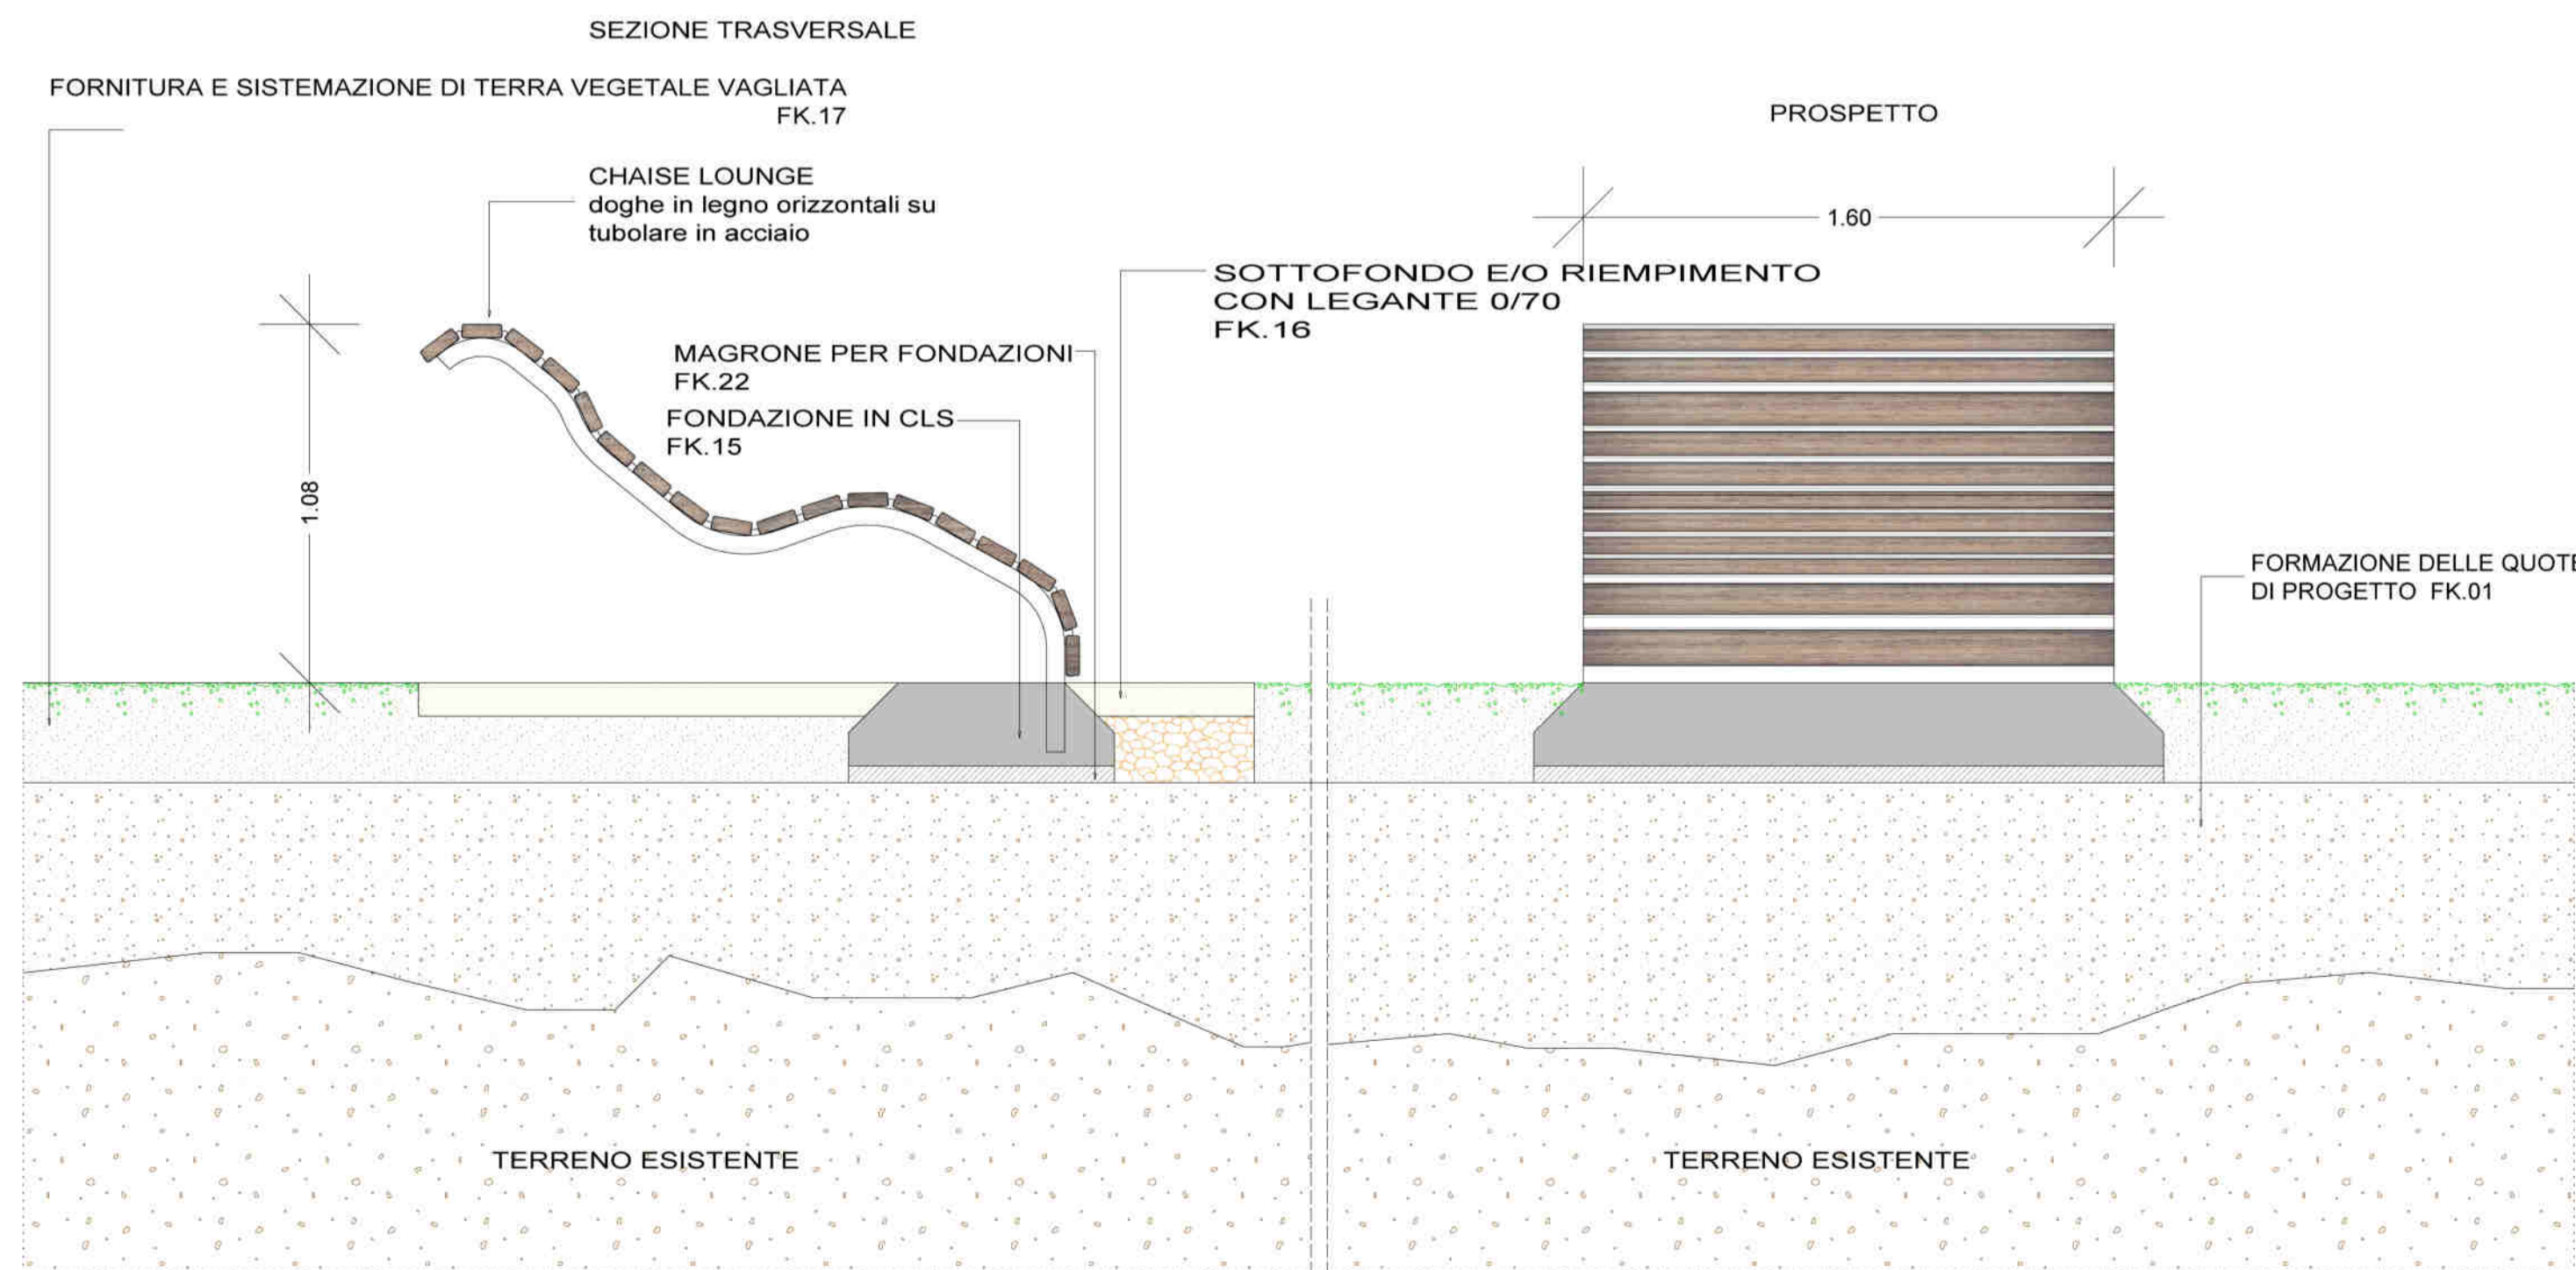 SEZIONE TRASVERSALE
FORNITURA E SISTEMAZIONE DI TERRA VEGETALE VAGLIATA
FK.17
CHAISE LOUNGE
doghe in legno orizzontali su
tubolare in acciaio
1.08
MAGRONE PER FONDAZIONI
FK.22
FONDAZIONE IN CLS
FK.15
SOTTOFONDO E/O RIEMPIMENTO
CON LEGANTE 0/70
FK.16
PROSPETTO
1.60
FORMAZIONE DELLE QUOTE
DI PROGETTO FK.01
TERRENO ESISTENTE
TERRENO ESISTENTE